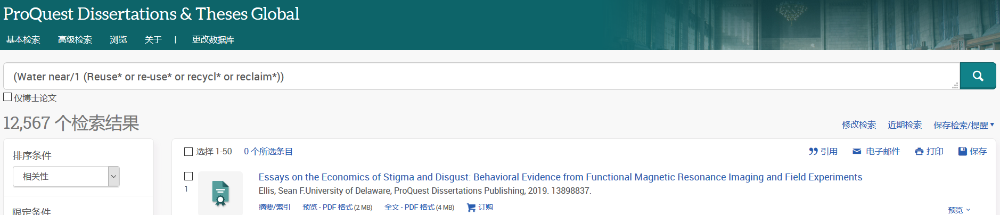 ProQuest Dissertations & Theses Global
基本检索 高级检索 浏览 关于 | 更改数据库
(Water near/1 (Reuse* or re-use* or recycl* or reclaim*))
仅博士论文
12,567 个检索结果
修改检索 近期检索 保存检索/提醒
排序条件
相关性
限定条件
选择 1-50 0 个所选条目
引用 电子邮件 打印 保存
1
Essays on the Economics of Stigma and Disgust: Behavioral Evidence from Functional Magnetic Resonance Imaging and Field Experiments
Ellis, Sean F.University of Delaware, ProQuest Dissertations Publishing, 2019. 13898837.
摘要/索引 预览 - PDF 格式 (2 MB) 全文 - PDF 格式 (4 MB) 订购
预览